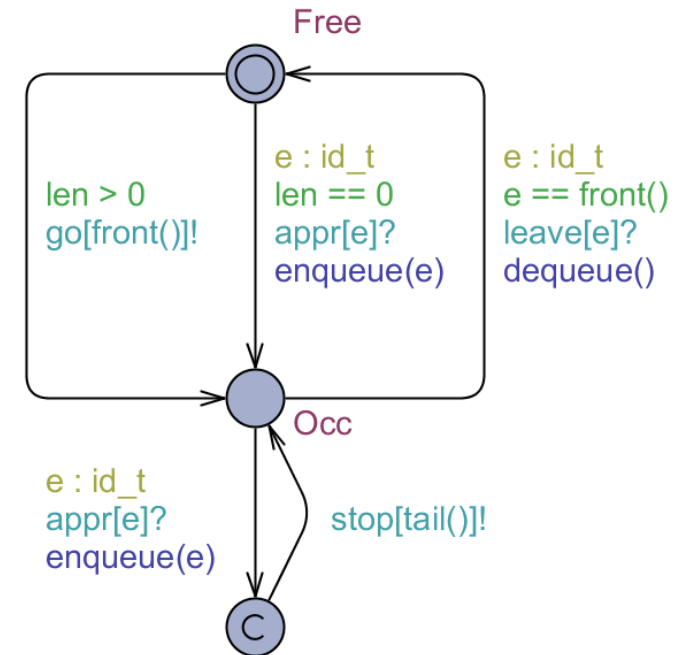 Free
len > 0
go[front()]!
e : id_t
len == 0
appr[e]?
enqueue(e)
e : id_t
e == front()
leave[e]?
dequeue()
Occ
e : id_t
appr[e]?
enqueue(e)
stop[tail()]!
C